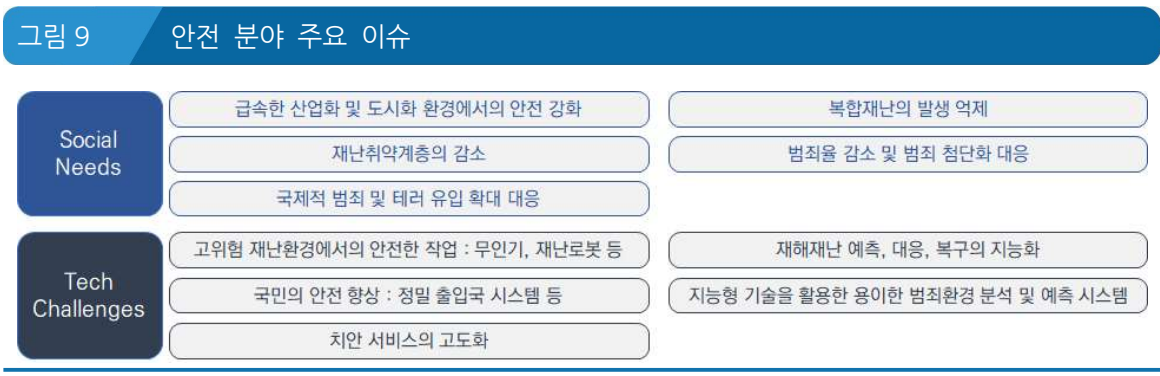 그림 9 안전 분야 주요 이슈
Social
Needs
급속한 산업화 및 도시화 환경에서의 안전 강화
복합재난의 발생 억제
재난취약계층의 감소
범죄율 감소 및 범죄 첨단화 대응
국제적 범죄 및 테러 유입 확대 대응
Tech
Challenges
고위험 재난환경에서의 안전한 작업 : 무인기, 재난로봇 등
재해재난 예측, 대응, 복구의 지능화
국민의 안전 향상 : 정밀 출입국 시스템 등
지능형 기술을 활용한 용이한 범죄환경 분석 및 예측 시스템
치안 서비스의 고도화